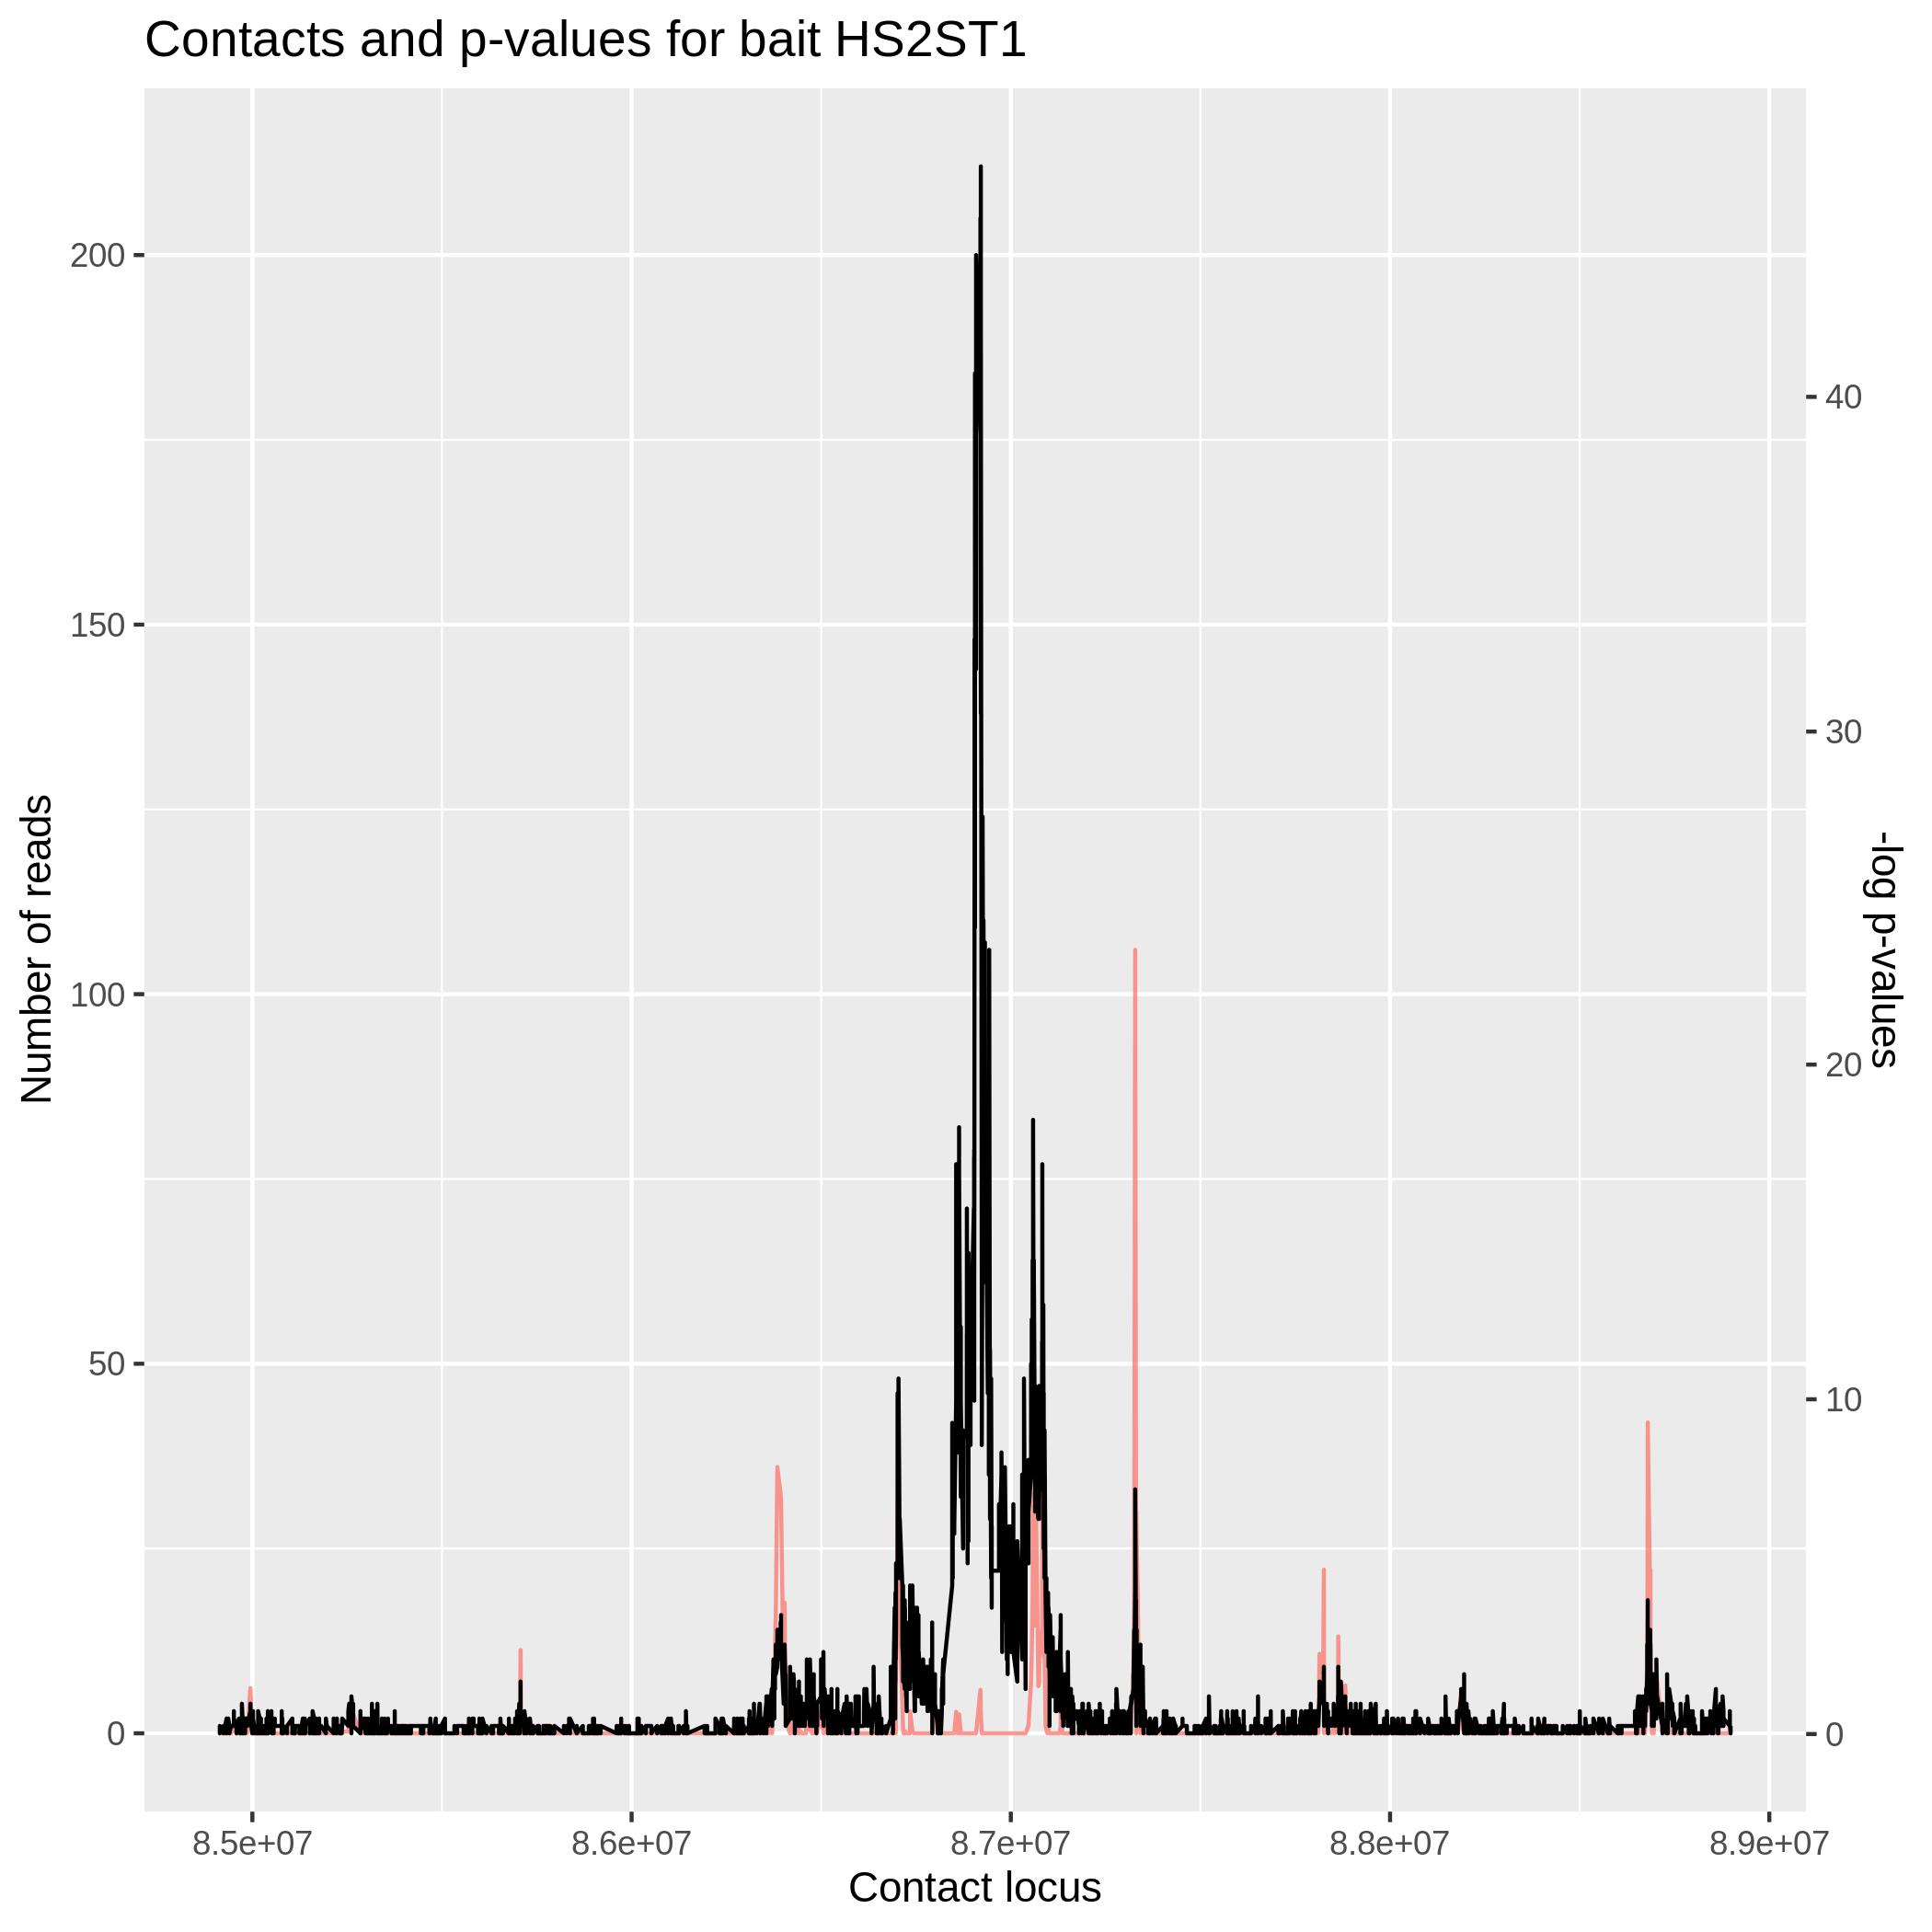 Contacts and p-values for bait HS2ST1
200
150
100
50
0
Number of reads
40
30
20
10
0
-log p-values
8.5e+07
8.6e+07
8.7e+07
8.8e+07
8.9e+07
Contact locus